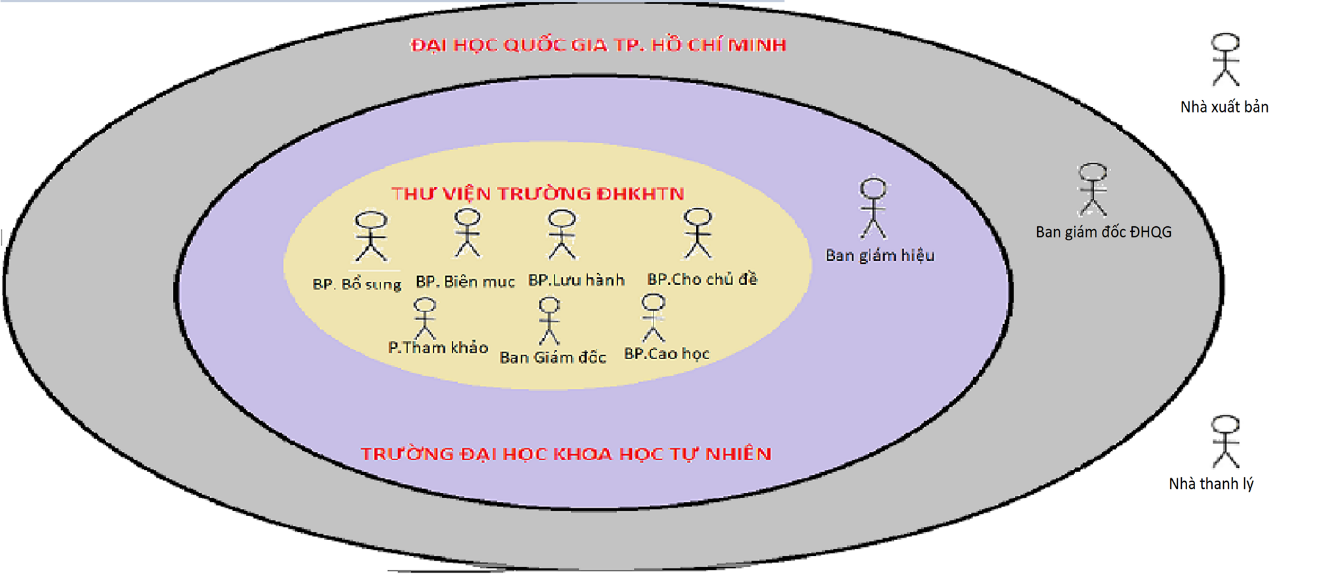 ĐẠI HỌC QUỐC GIA TP. HỒ CHÍ MINH
Nhà xuất bản
THƯ VIỆN TRƯỜNG ĐHKHTN
Ban giám đốc ĐHQG
Ban giám hiệu
BP. Bổ sung
BP. Biên mục
BP.Lưu hành
BP.Cho chủ đề
P.Tham khảo
Ban Giám đốc
BP.Cao học
TRƯỜNG ĐẠI HỌC KHOA HỌC TỰ NHIÊN
Nhà thanh lý